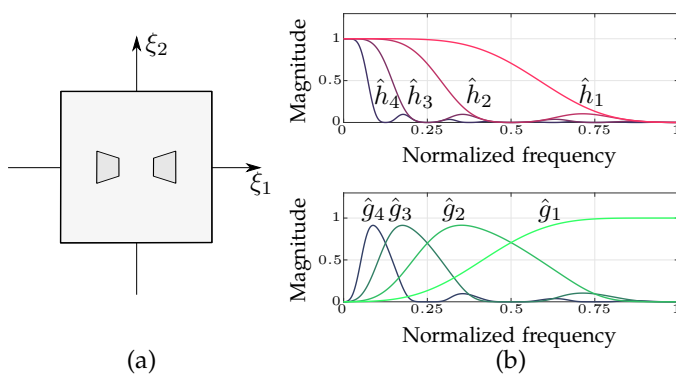 ξ₂
ξ₁
(a)
Magnitude
1
0.5
0
ĥ₄ ĥ₃ ĥ₂ ĥ₁
0 0.25 0.5 0.75 1
Normalized frequency
Magnitude
1
0.5
0
ĝ₄ ĝ₃ ĝ₂ ĝ₁
0 0.25 0.5 0.75 1
Normalized frequency
(b)